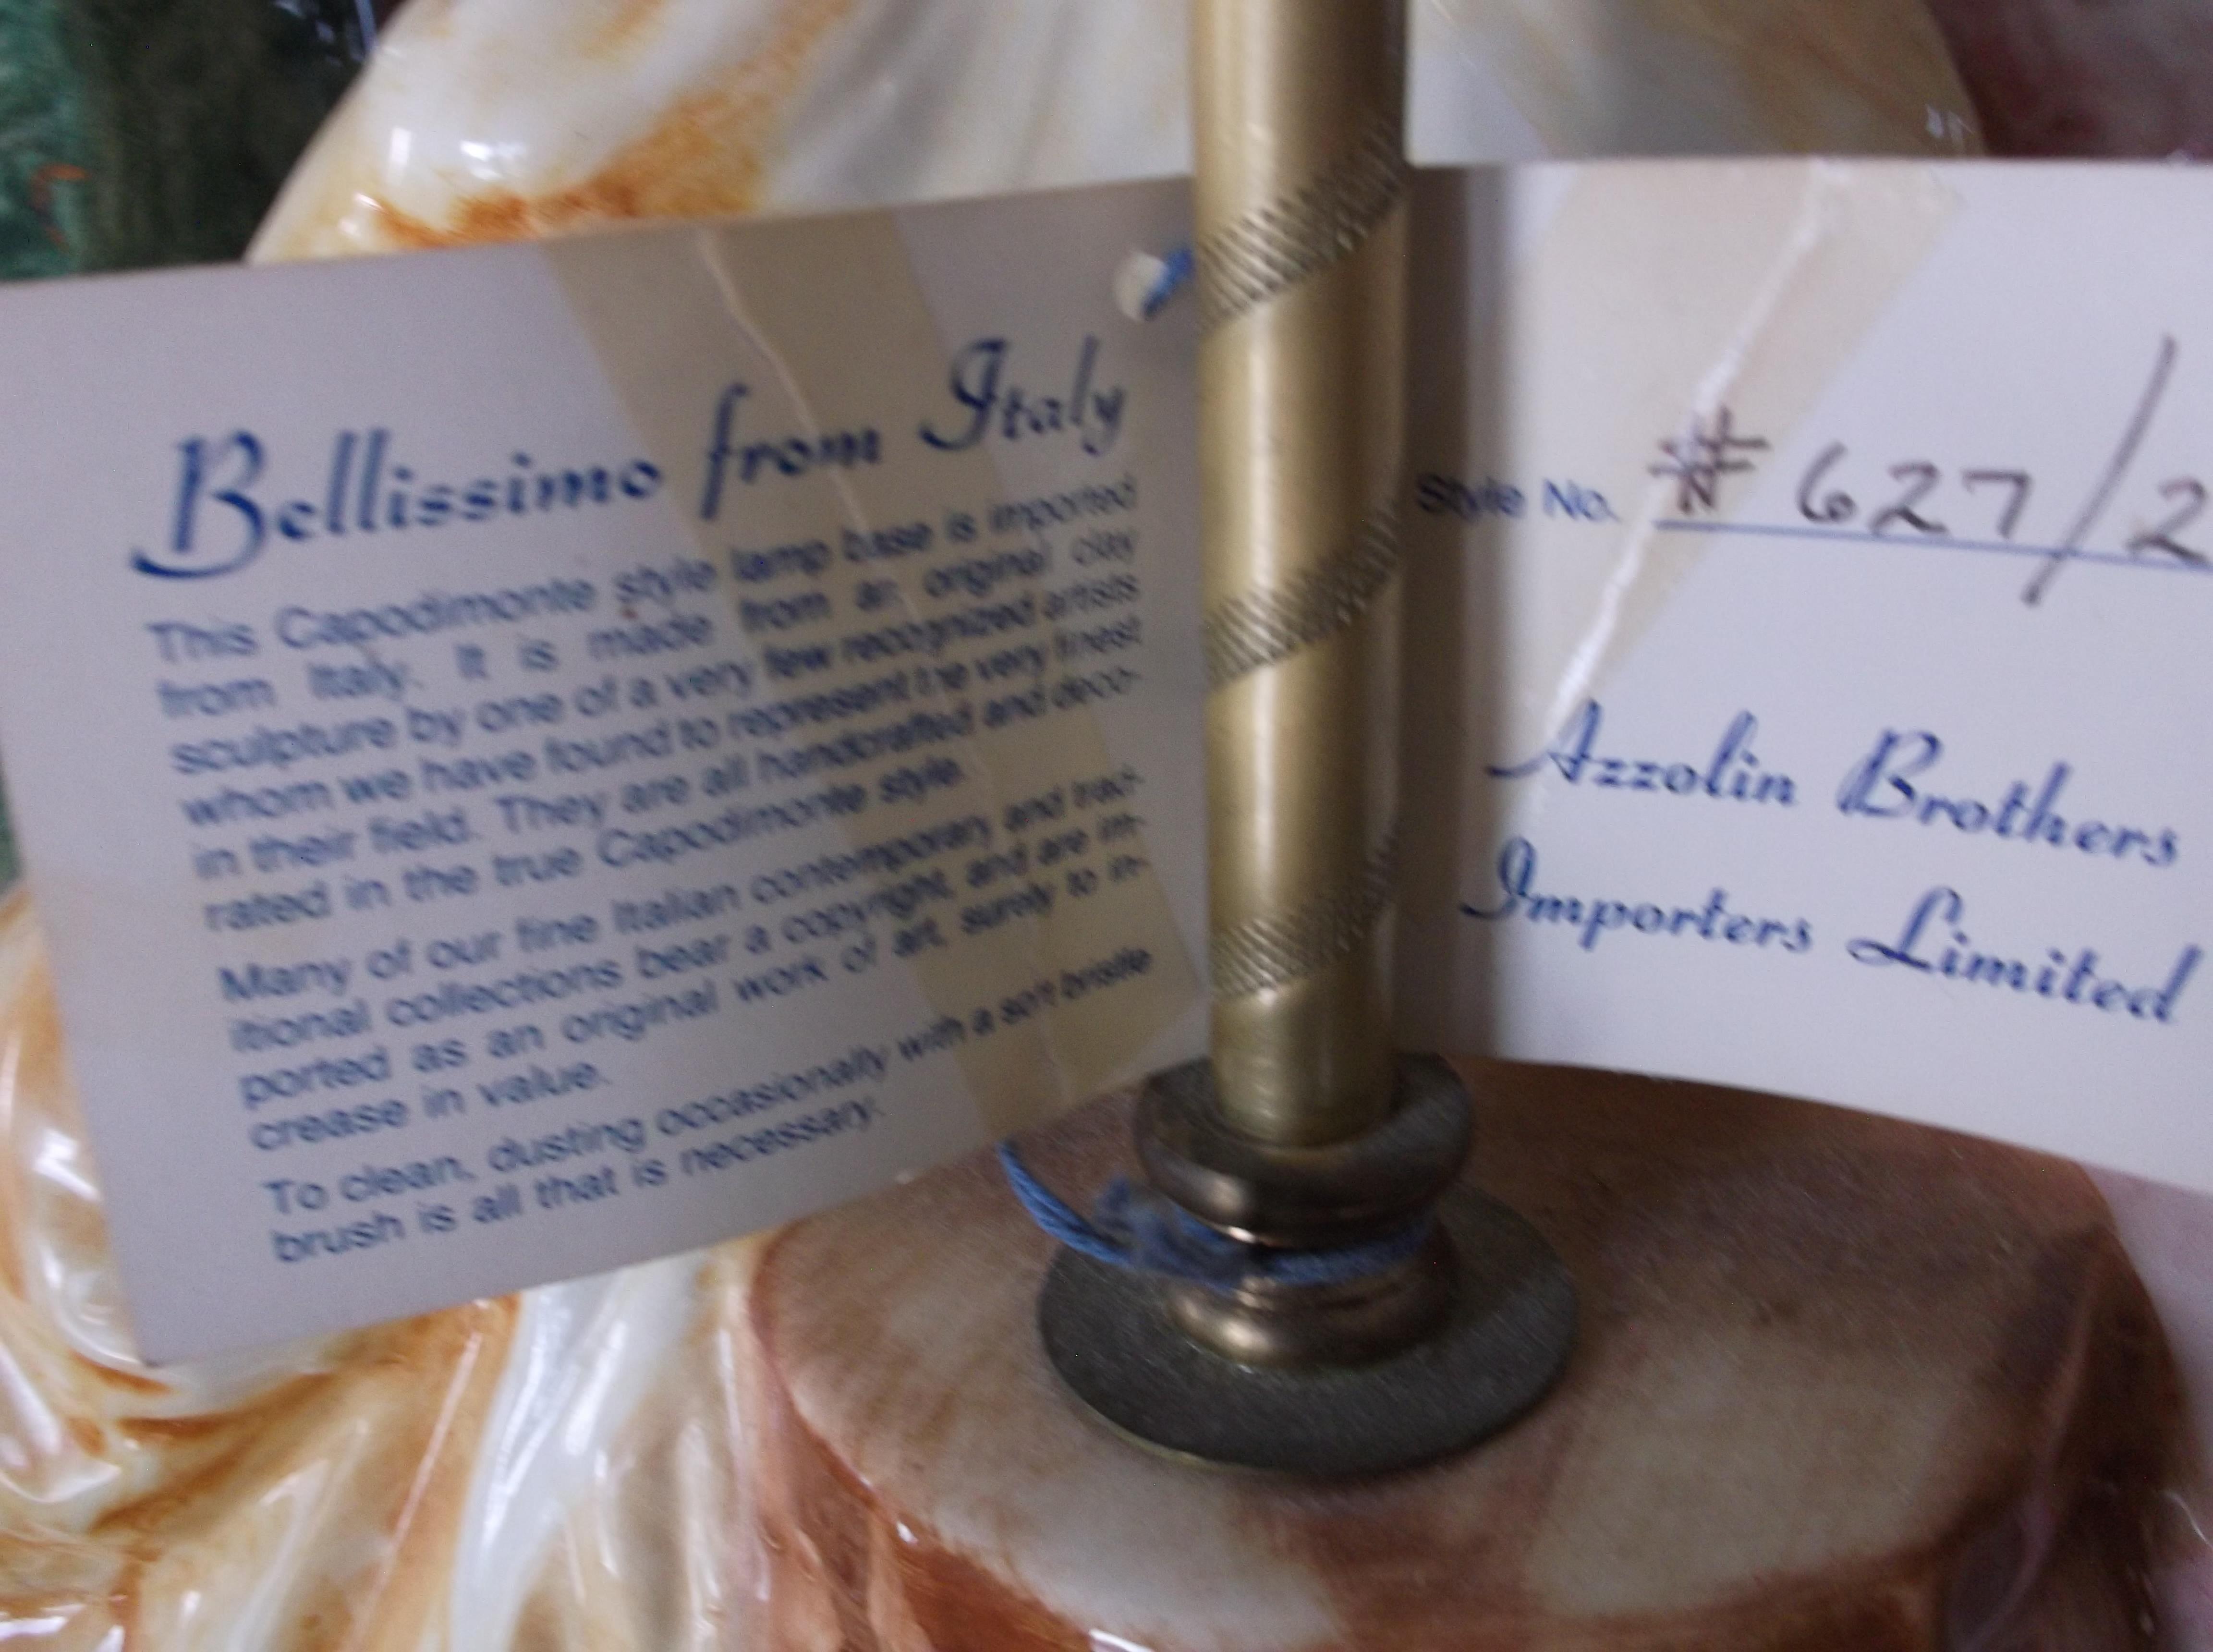 Bellissimo from Italy
This Capodimonte style lamp base is imported
from Italy. It is made from an original clay
sculpture by one of a very few recognized artists
whom we have found to represent the very finest
in their field. They are all handcrafted and deco-
rated in the true Capodimonte style.
Many of our fine Italian contemporary and trad-
itional collections bear a copyright, and are im-
ported as an original work of art, surely to in-
crease in value.
To clean, dusting occasionally with a soft bristle
brush is all that is necessary.
Style No. # 627/2
Azzolin Brothers
Importers Limited